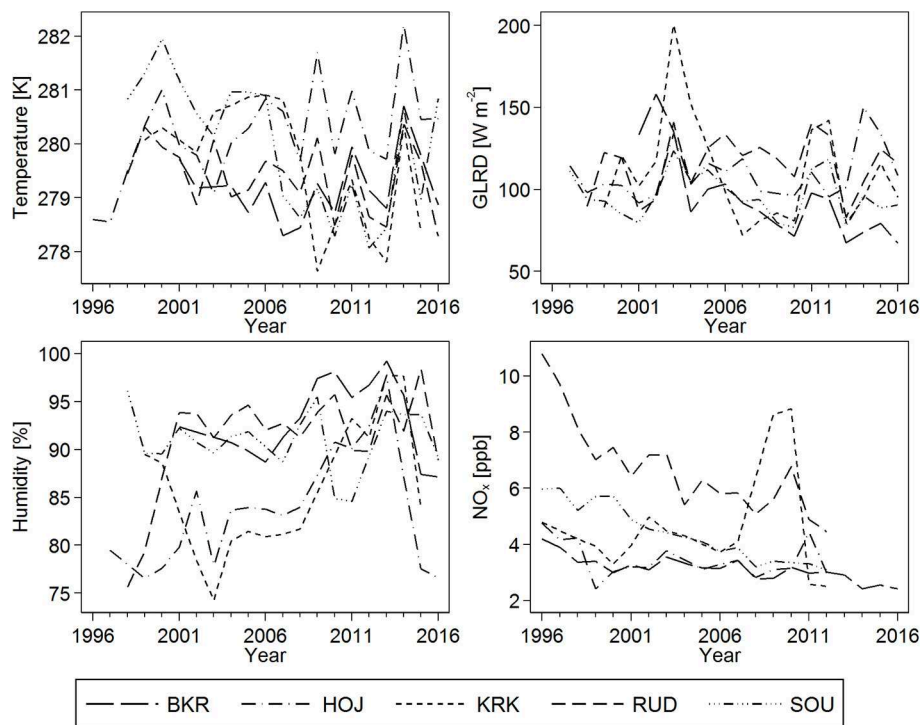 282
281
280
279
278
Temperature [K]
1996 2001 2006 2011 2016
Year
200
150
100
50
GLRD [W m⁻²]
1996 2001 2006 2011 2016
Year
100
95
90
85
80
75
Humidity [%]
1996 2001 2006 2011 2016
Year
10
8
6
4
2
NOₓ [ppb]
1996 2001 2006 2011 2016
Year
BKR HOJ KRK RUD SOU